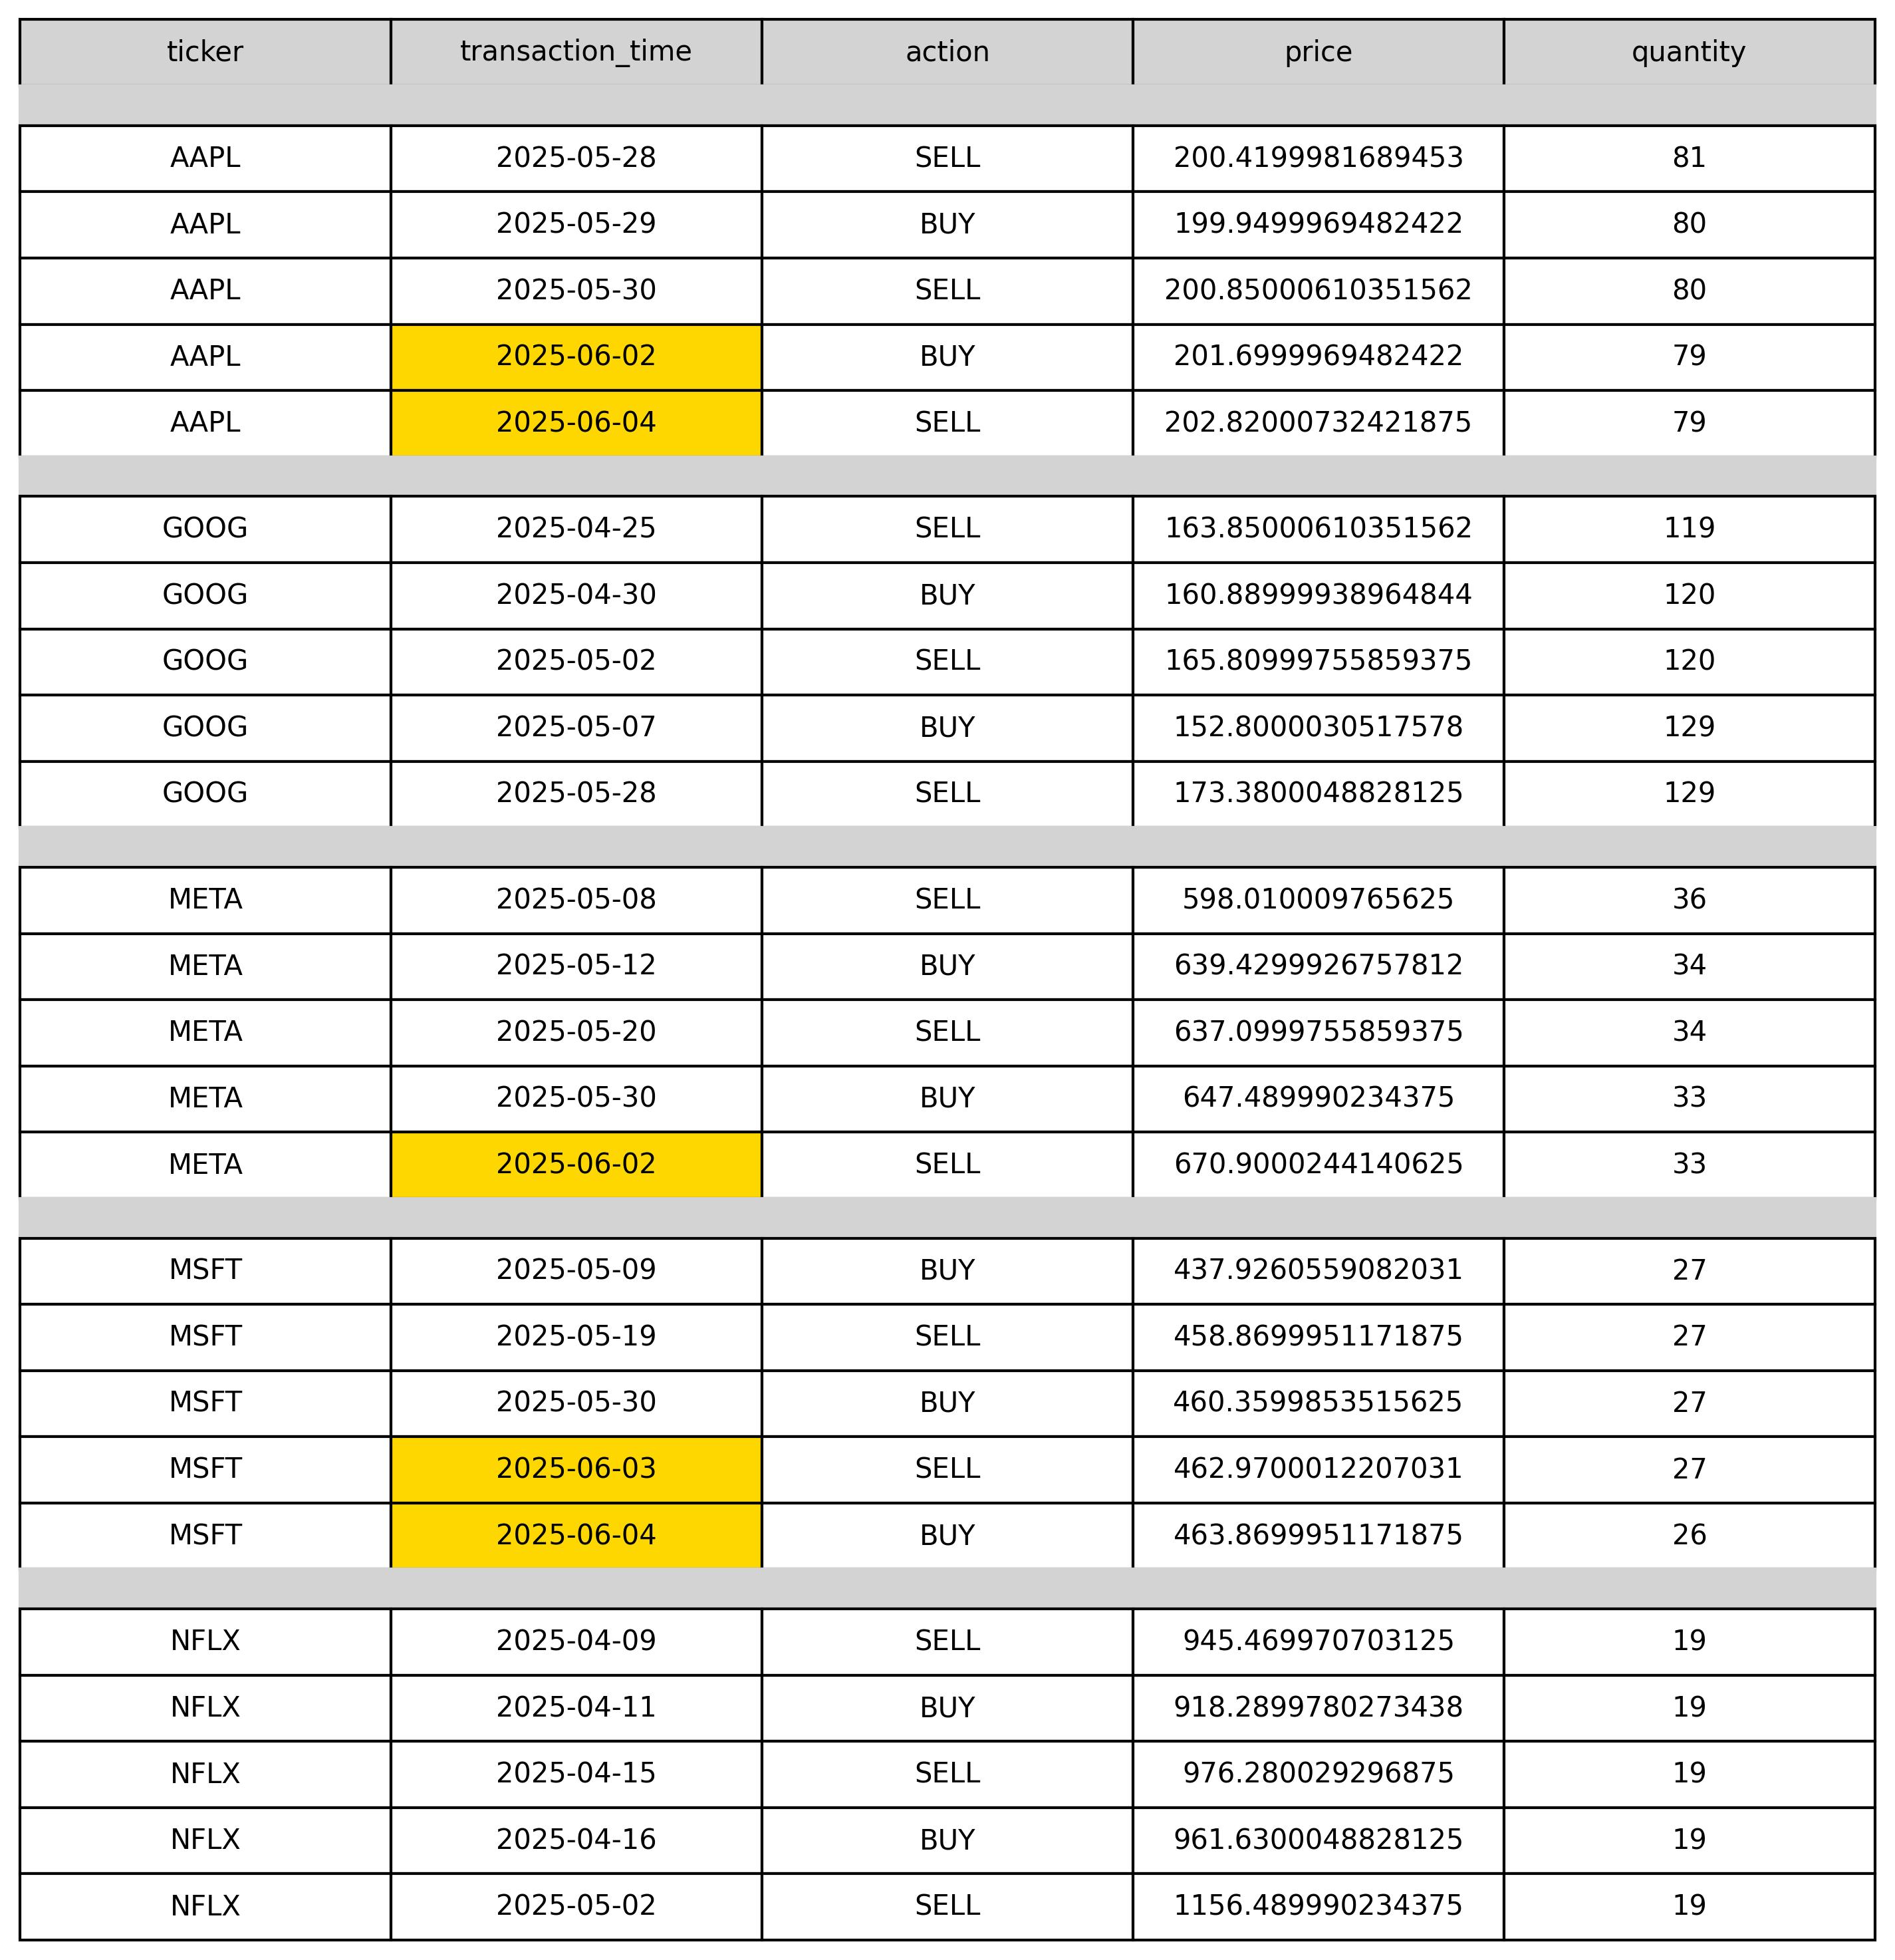 ticker transaction_time action price quantity
AAPL 2025-05-28 SELL 200.4199981689453 81
AAPL 2025-05-29 BUY 199.9499969482422 80
AAPL 2025-05-30 SELL 200.85000610351562 80
AAPL 2025-06-02 BUY 201.6999969482422 79
AAPL 2025-06-04 SELL 202.82000732421875 79
GOOG 2025-04-25 SELL 163.85000610351562 119
GOOG 2025-04-30 BUY 160.88999938964844 120
GOOG 2025-05-02 SELL 165.80999755859375 120
GOOG 2025-05-07 BUY 152.8000030517578 129
GOOG 2025-05-28 SELL 173.3800048828125 129
META 2025-05-08 SELL 598.010009765625 36
META 2025-05-12 BUY 639.4299926757812 34
META 2025-05-20 SELL 637.0999755859375 34
META 2025-05-30 BUY 647.489990234375 33
META 2025-06-02 SELL 670.9000244140625 33
MSFT 2025-05-09 BUY 437.9260559082031 27
MSFT 2025-05-19 SELL 458.8699951171875 27
MSFT 2025-05-30 BUY 460.3599853515625 27
MSFT 2025-06-03 SELL 462.9700012207031 27
MSFT 2025-06-04 BUY 463.8699951171875 26
NFLX 2025-04-09 SELL 945.469970703125 19
NFLX 2025-04-11 BUY 918.2899780273438 19
NFLX 2025-04-15 SELL 976.280029296875 19
NFLX 2025-04-16 BUY 961.6300048828125 19
NFLX 2025-05-02 SELL 1156.489990234375 19